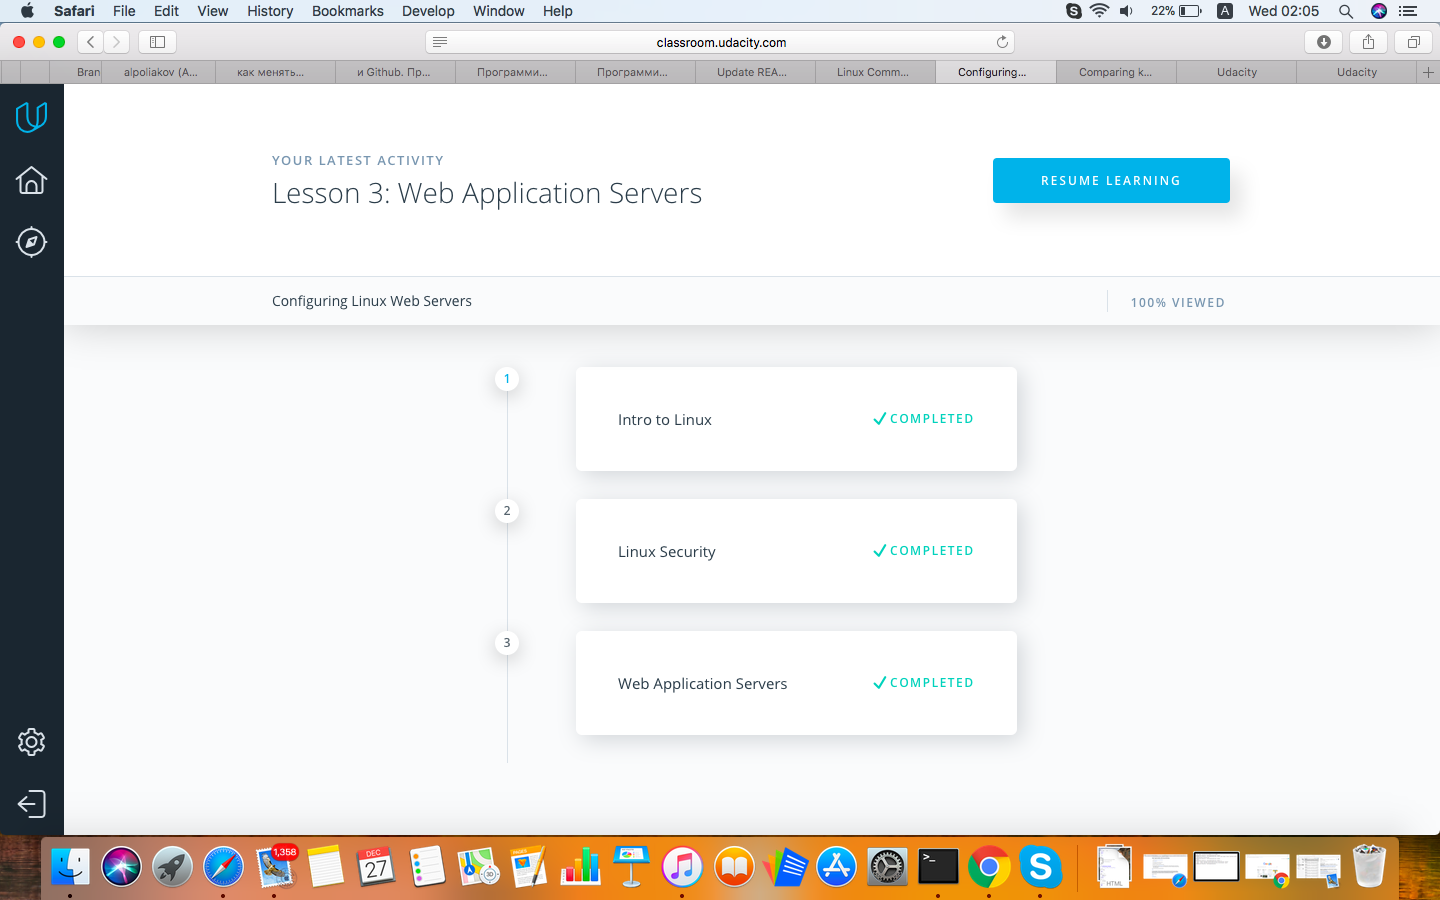 Safari File Edit View History Bookmarks Develop Window Help 22% A Wed 02:05
classroom.udacity.com
Bran alpoliakov (A... как менять... и Github. Пр... Программи... Программи... Update REA... Linux Comm... Configuring... Comparing k... Udacity Udacity
YOUR LATEST ACTIVITY
Lesson 3: Web Application Servers
RESUME LEARNING
Configuring Linux Web Servers
100% VIEWED
1
Intro to Linux
COMPLETED
2
Linux Security
COMPLETED
3
Web Application Servers
COMPLETED
1,358
DEC
27
HTML